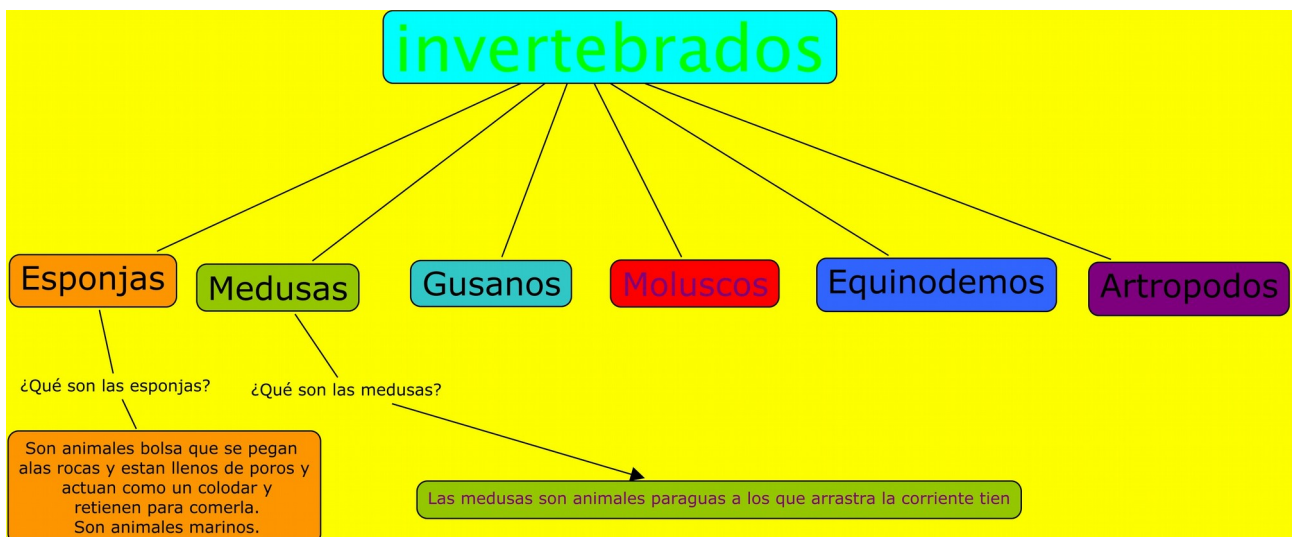 invertebrados
Esponjas
Medusas
Gusanos
Moluscos
Equinodemos
Artropodos
¿Qué son las esponjas?
¿Qué son las medusas?
Son animales bolsa que se pegan
alas rocas y estan llenos de poros y
actuan como un colodar y
retienen para comerla.
Son animales marinos.
Las medusas son animales paraguas a los que arrastra la corriente tien